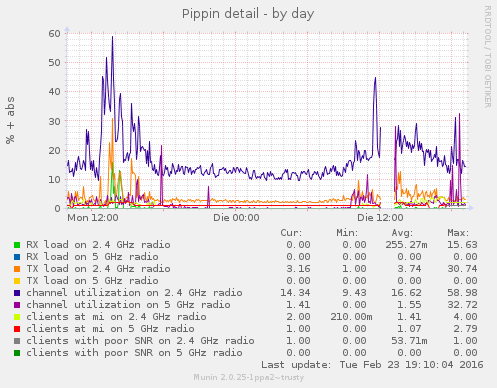 Pippin detail - by day
RRDTOOL / TOBI OETIKER
% + abs
60
50
40
30
20
10
0
Mon 12:00 Die 00:00 Die 12:00
Cur: Min: Avg: Max:
RX load on 2.4 GHz radio 0.00 0.00 255.27m 15.63
RX load on 5 GHz radio 0.00 0.00 0.00 0.00
TX load on 2.4 GHz radio 3.16 1.00 3.74 30.74
TX load on 5 GHz radio 0.00 0.00 0.00 0.00
channel utilization on 2.4 GHz radio 14.34 9.43 16.62 58.98
channel utilization on 5 GHz radio 1.41 0.00 1.55 32.72
clients at mi on 2.4 GHz radio 2.00 210.00m 1.41 4.00
clients at mi on 5 GHz radio 1.00 1.00 1.07 2.79
clients with poor SNR on 2.4 GHz radio 0.00 0.00 53.71m 1.00
clients with poor SNR on 5 GHz radio 0.00 0.00 0.00 0.00
Last update: Tue Feb 23 19:10:04 2016
Munin 2.0.25-1ppa2~trusty